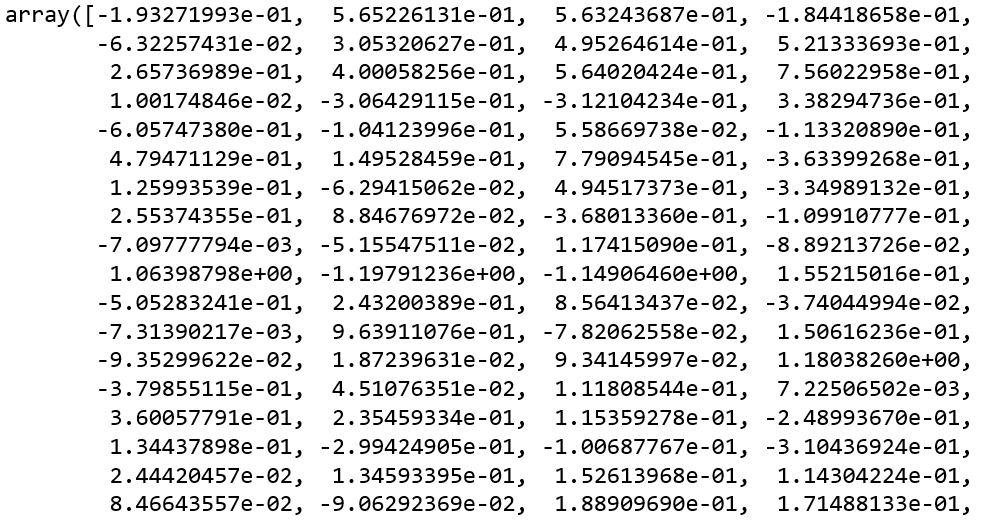 array([-1.93271993e-01,  5.65226131e-01,  5.63243687e-01, -1.84418658e-01,
       -6.32257431e-02,  3.05320627e-01,  4.95264614e-01,  5.21333693e-01,
        2.65736989e-01,  4.00058256e-01,  5.64020424e-01,  7.56022958e-01,
        1.00174846e-02, -3.06429115e-01, -3.12104234e-01,  3.38294736e-01,
       -6.05747380e-01, -1.04123996e-01,  5.58669738e-02, -1.13320890e-01,
        4.79471129e-01,  1.49528459e-01,  7.79094545e-01, -3.63399268e-01,
        1.25993539e-01, -6.29415062e-02,  4.94517373e-01, -3.34989132e-01,
        2.55374355e-01,  8.84676972e-02, -3.68013360e-01, -1.09910777e-01,
       -7.09777794e-03, -5.15547511e-02,  1.17415090e-01, -8.89213726e-02,
        1.06398798e+00, -1.19791236e+00, -1.14906460e+00,  1.55215016e-01,
       -5.05283241e-01,  2.43200389e-01,  8.56413437e-02, -3.74044994e-02,
       -7.31390217e-03,  9.63911076e-01, -7.82062558e-02,  1.50616236e-01,
       -9.35299622e-02,  1.87239631e-02,  9.34145997e-02,  1.18038260e+00,
       -3.79855115e-01,  4.51076351e-02,  1.11808544e-01,  7.22506502e-03,
        3.60057791e-01,  2.35459334e-01,  1.15359278e-01, -2.48993670e-01,
        1.34437898e-01, -2.99424905e-01, -1.00687767e-01, -3.10436924e-01,
        2.44420457e-02,  1.34593395e-01,  1.52613968e-01,  1.14304224e-01,
        8.46643557e-02, -9.06292369e-02,  1.88909690e-01,  1.71488133e-01,